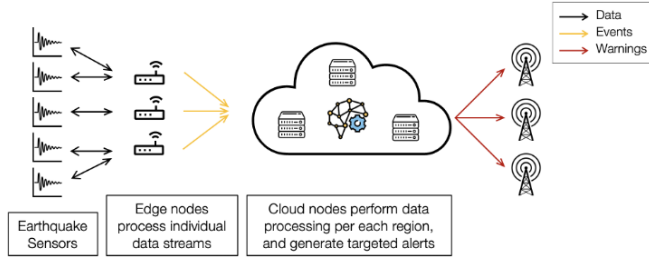 Data
Events
Warnings
Earthquake
Sensors
Edge nodes
process individual
data streams
Cloud nodes perform data
processing per each region,
and generate targeted alerts